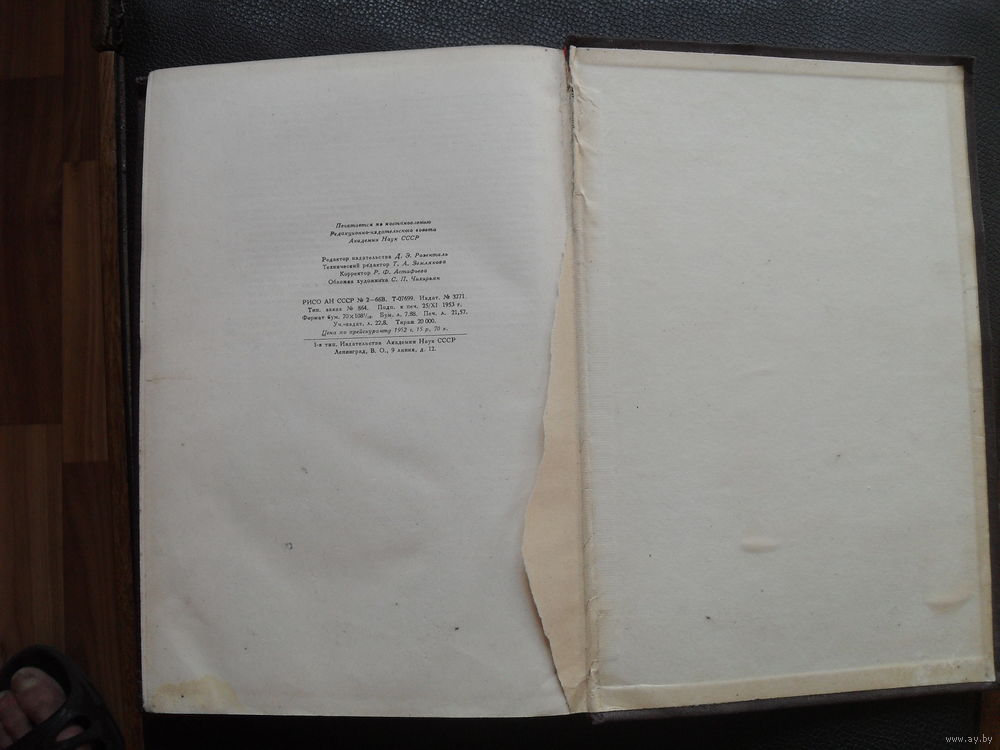 Печатается по постановлению
Редакционно-издательского совета
Академии Наук СССР
Редактор издательства Д. Э. Розенталь
Технический редактор Т. А. Землякова
Корректор Р. Ф. Астафьева
Обложка художника С. П. Чахирьян
РИСО АН СССР № 2—66В. Т-07699. Издат. № 3271.
Тип. заказ № 864. Подп. к печ. 25/XI 1953 г.
Формат бум. 70×108¹/₁₆ Бум. л. 7,88. Печ. л. 21,57.
Уч.-издат. л. 22,8. Тираж 20 000.
Цена по прейскуранту 1952 г. 15 р. 70 к.
1-я тип. Издательства Академии Наук СССР
Ленинград, В. О., 9 линия, д. 12.
www.ay.by